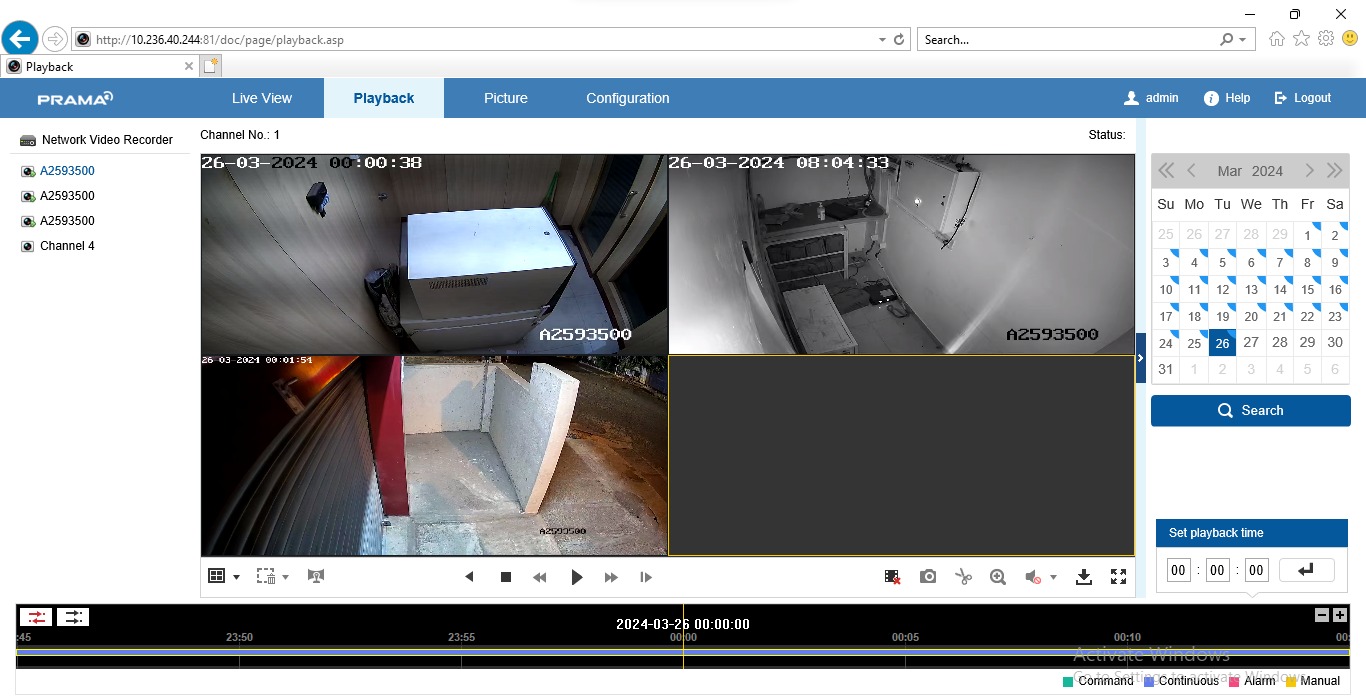 http://10.236.40.244:81/doc/page/playback.asp
Search...
Playback
PRAMA
Live View
Playback
Picture
Configuration
admin
Help
Logout
Network Video Recorder
A2593500
A2593500
A2593500
Channel 4
Channel No.: 1
Status:
26-03-2024 00:00:38
A2593500
26-03-2024 08:04:33
A2593500
26-03-2024 00:01:54
A2593500
Mar 2024
Su Mo Tu We Th Fr Sa
25 26 27 28 29 1 2
3 4 5 6 7 8 9
10 11 12 13 14 15 16
17 18 19 20 21 22 23
24 25 26 27 28 29 30
31 1 2 3 4 5 6
Search
Set playback time
00 : 00 : 00
2024-03-26 00:00:00
:45 23:50 23:55 00:00 00:05 00:10 00:
Activate Windows
Go to Settings to activate Windows.
Command Continuous Alarm Manual